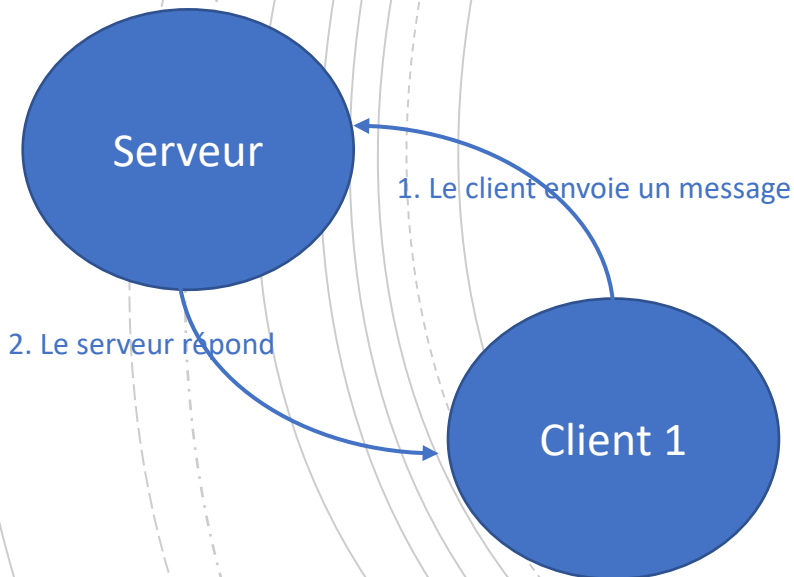 Serveur
1. Le client envoie un message
2. Le serveur répond
Client 1